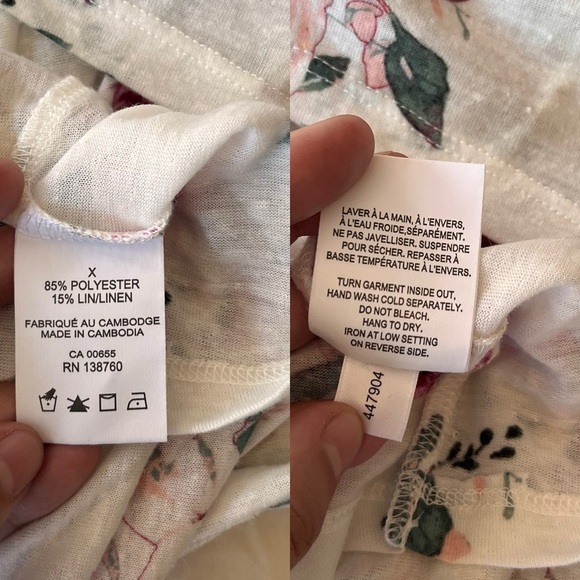 X
85% POLYESTER
15% LIN/LINEN
FABRIQUÉ AU CAMBODGE
MADE IN CAMBODIA
CA 00655
RN 138760
LAVER À LA MAIN, À L'ENVERS,
À L'EAU FROIDE,SÉPARÉMENT.
NE PAS JAVELLISER. SUSPENDRE
POUR SÉCHER. REPASSER À
BASSE TEMPÉRATURE À L'ENVERS.
TURN GARMENT INSIDE OUT,
HAND WASH COLD SEPARATELY.
DO NOT BLEACH.
HANG TO DRY.
IRON AT LOW SETTING
ON REVERSE SIDE.
447904